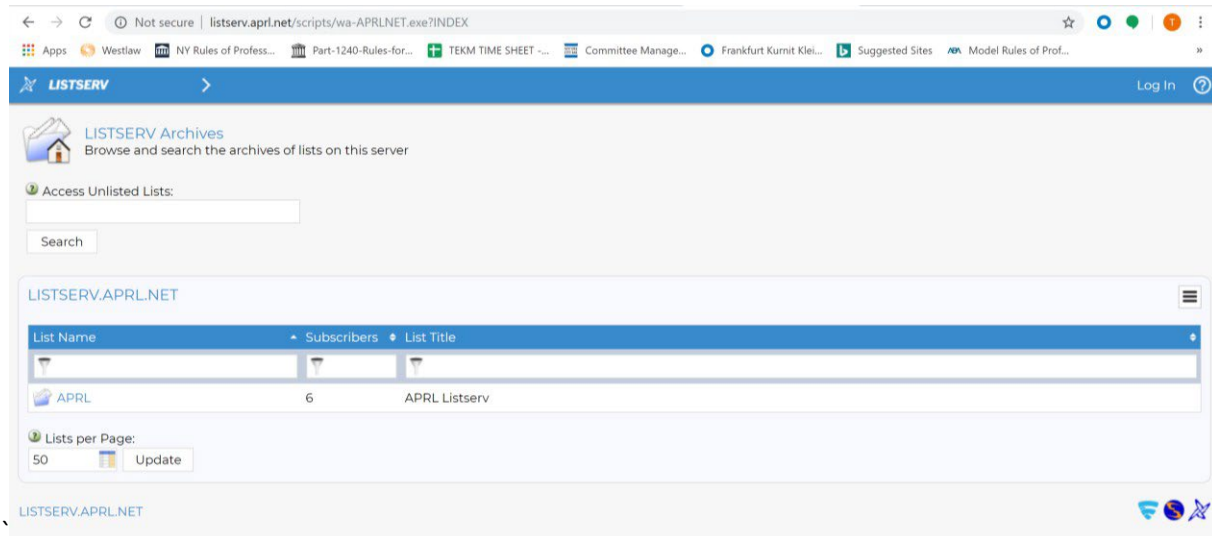 Not secure | listserv.aprl.net/scripts/wa-APRLNET.exe?INDEX
Apps Westlaw NY Rules of Profess... Part-1240-Rules-for... TEKM TIME SHEET -... Committee Manage... Frankfurt Kurnit Klei... Suggested Sites Model Rules of Prof... »
LISTSERV Log In
LISTSERV Archives
Browse and search the archives of lists on this server
Access Unlisted Lists:
Search
LISTSERV.APRL.NET
List Name Subscribers List Title
APRL 6 APRL Listserv
Lists per Page:
50 Update
LISTSERV.APRL.NET